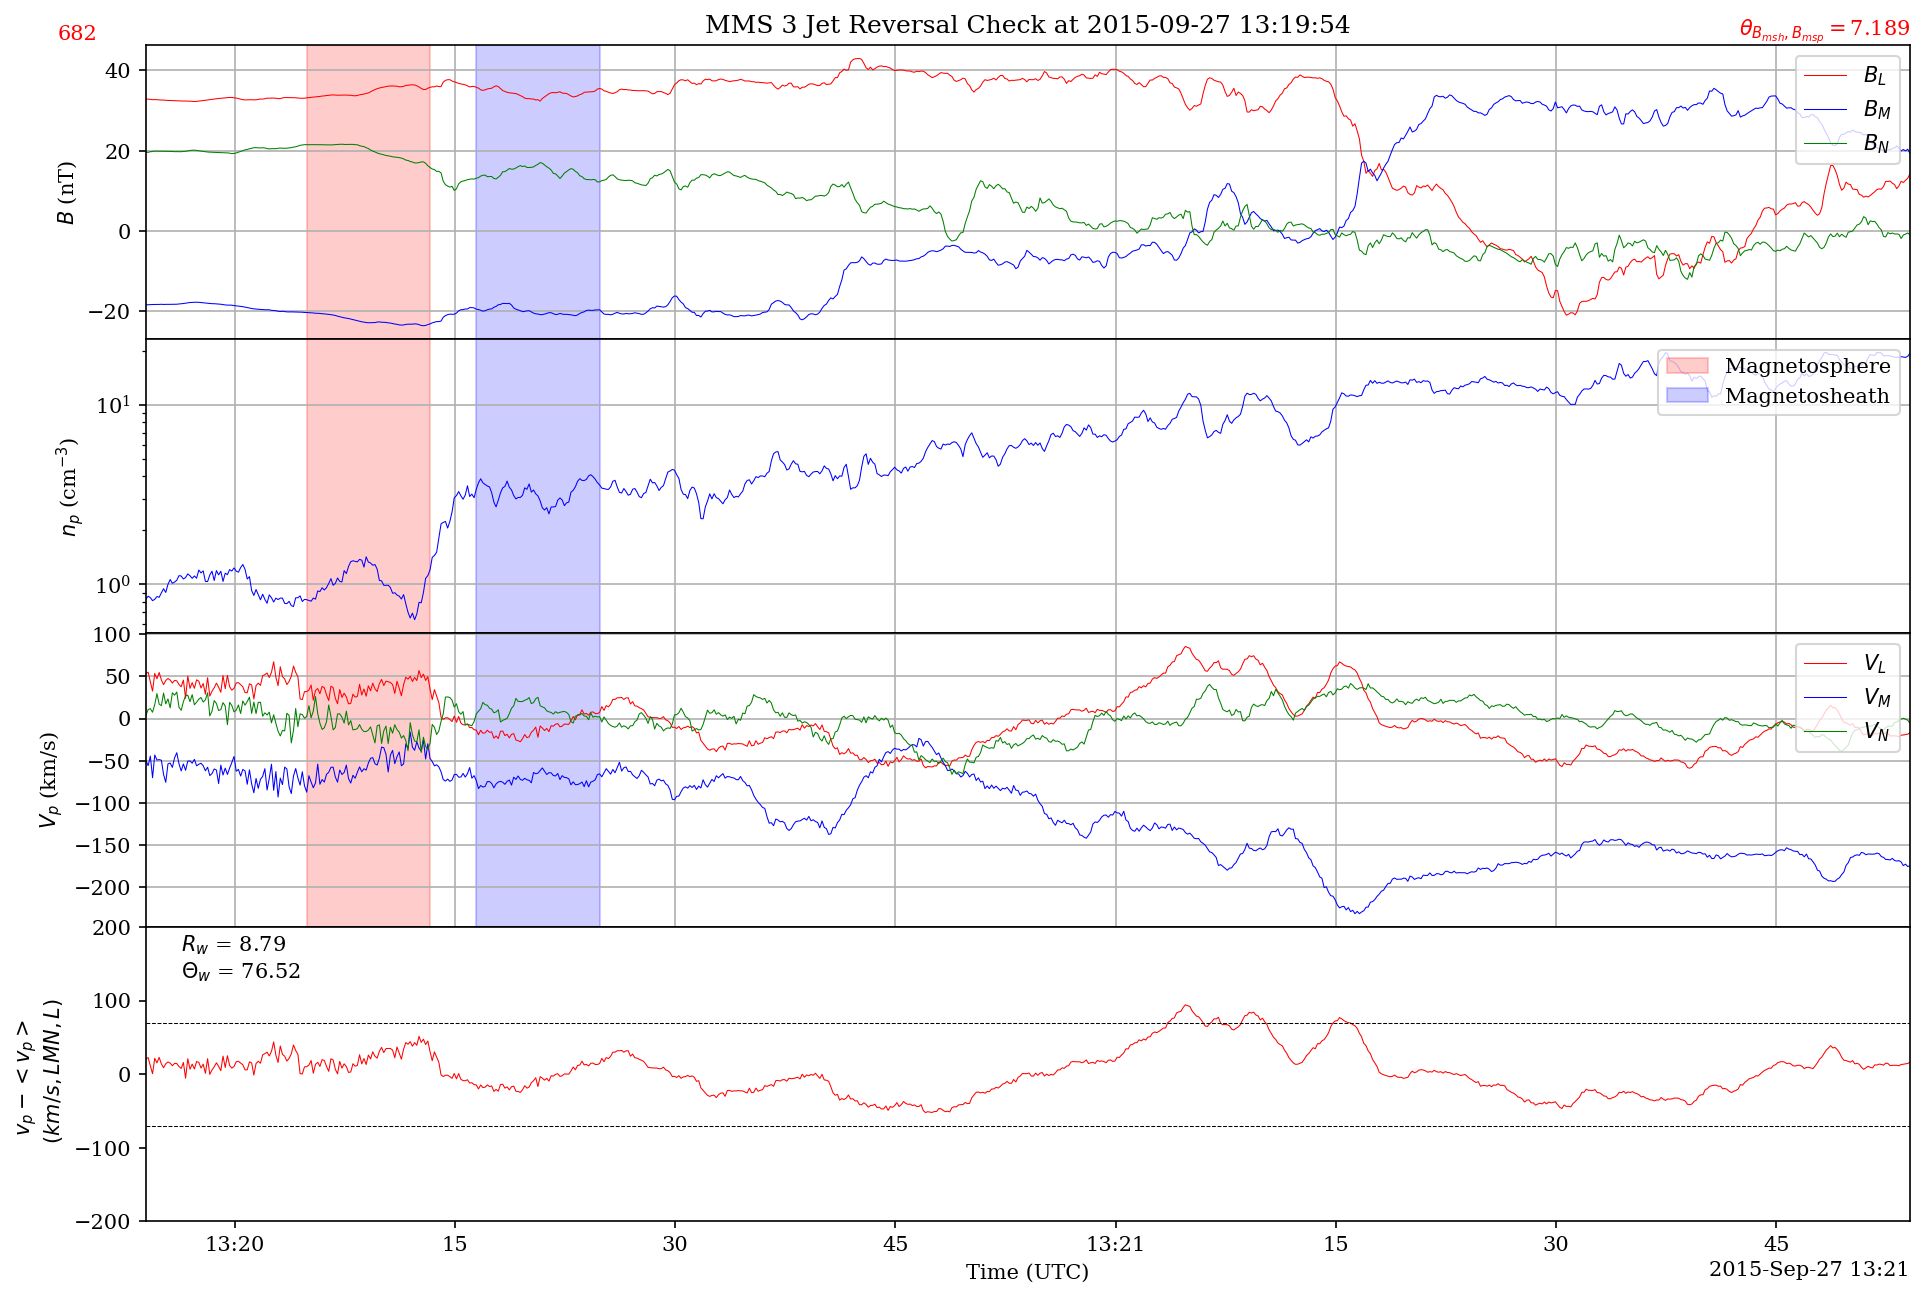 682
MMS 3 Jet Reversal Check at 2015-09-27 13:19:54
θ_{B_{msh}, B_{msp}} = 7.189
40
20
0
−20
B (nT)
B_L
B_M
B_N
10^1
10^0
n_p (cm^{−3})
Magnetosphere
Magnetosheath
100
50
0
−50
−100
−150
−200
V_p (km/s)
V_L
V_M
V_N
200
100
0
−100
−200
v_p − <v_p>
(km/s, LMN, L)
R_w = 8.79
Θ_w = 76.52
13:20 15 30 45 13:21 15 30 45
Time (UTC)
2015-Sep-27 13:21